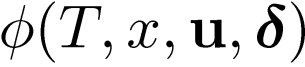 ϕ(T, x, 𝐮, 𝜹)